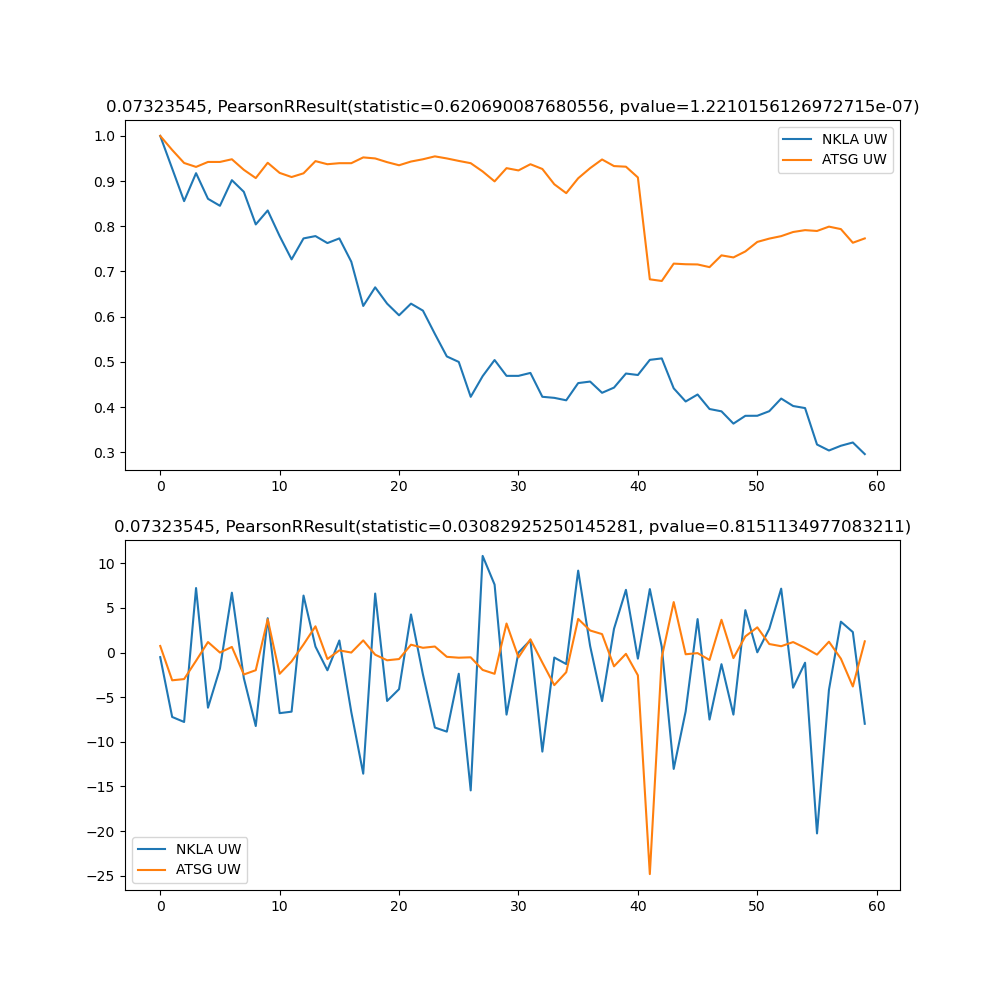 0.07323545, PearsonRResult(statistic=0.620690087680556, pvalue=1.2210156126972715e-07)
NKLA UW
ATSG UW
1.0
0.9
0.8
0.7
0.6
0.5
0.4
0.3
0 10 20 30 40 50 60
0.07323545, PearsonRResult(statistic=0.03082925250145281, pvalue=0.8151134977083211)
10
5
0
−5
−10
−15
−20
−25
NKLA UW
ATSG UW
0 10 20 30 40 50 60